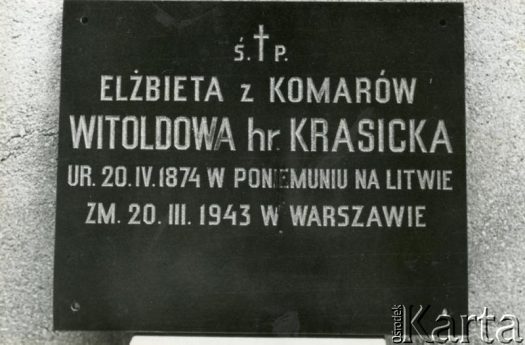 Ś. † P.
ELŻBIETA z KOMARÓW
WITOLDOWA hr. KRASICKA
UR. 20. IV. 1874 W PONIEMUNIU NA LITWIE
ZM. 20. III. 1943 W WARSZAWIE
ośrodek
Karta